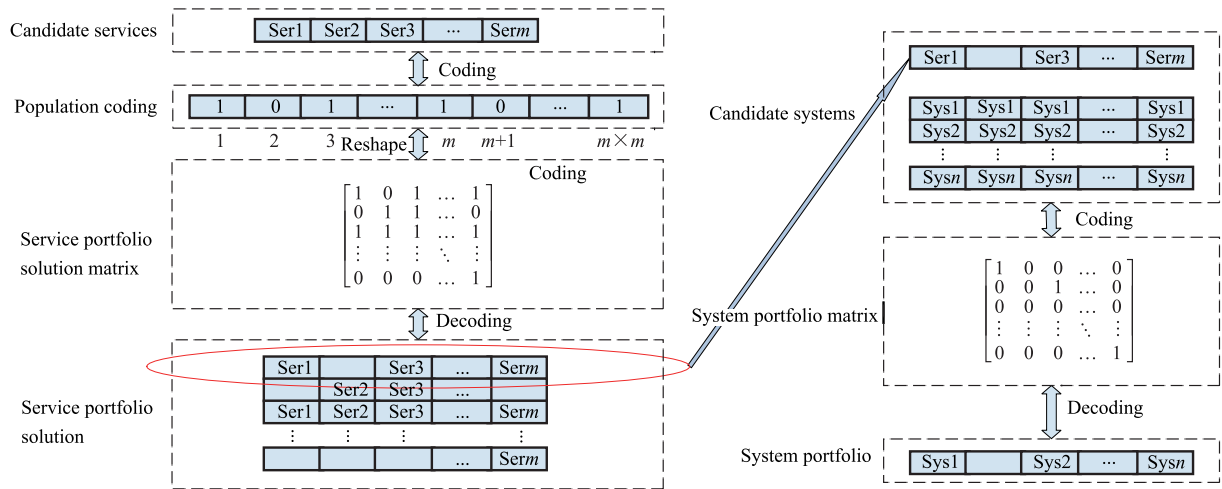 Candidate services
Ser1 Ser2 Ser3 ... Serm
Coding
Population coding
1 0 1 ... 1 0 ... 1
1 2 3 m m+1 m×m
Reshape
Coding
Service portfolio
solution matrix
1 0 1 ... 1
0 1 1 ... 0
1 1 1 ... 1
⋮ ⋮ ⋮ ⋱ ⋮
0 0 0 ... 1
Decoding
Service portfolio
solution
Ser1 Ser3 ... Serm
Ser2 Ser3 ...
Ser1 Ser2 Ser3 ... Serm
⋮ ⋮ ⋮ ⋮
... Serm
Candidate systems
Ser1 Ser3 ... Serm
Sys1 Sys1 Sys1 ... Sys1
Sys2 Sys2 Sys2 ... Sys2
⋮ ⋮ ⋮ ⋮
Sysn Sysn Sysn ... Sysn
Coding
System portfolio matrix
1 0 0 ... 0
0 0 1 ... 0
0 0 0 ... 0
⋮ ⋮ ⋮ ⋱ ⋮
0 0 0 ... 1
Decoding
System portfolio
Sys1 Sys2 ... Sysn